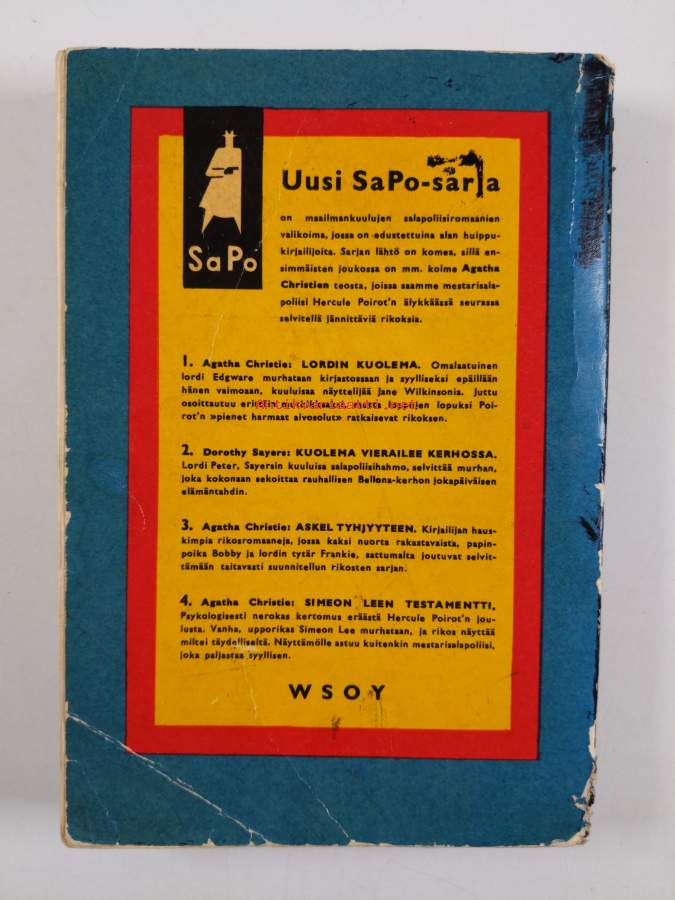 SaPo
Uusi SaPo-sarja
on maailmankuulujen salapoliisiromaanien
valikoima, jossa on edustettuina alan huippu-
kirjailijoita. Sarjan lähtö on komea, sillä en-
simmäisten joukossa on mm. kolme Agatha
Christien teosta, joissa saamme mestarisala-
poliisi Hercule Poirot'n älykkäässä seurassa
selvitellä jännittäviä rikoksia.
1. Agatha Christie: LORDIN KUOLEMA. Omalaatuinen
lordi Edgware murhataan kirjastossaan ja syylliseksi epäillään
hänen vaimoaan, kuuluisaa näyttelijää Jane Wilkinsonia. Juttu
osoittautuu lopuksi Poi-
rot'n »pienet harmaat aivosolut» ratkaisevat rikoksen.
2. Dorothy Sayers: KUOLEMA VIERAILEE KERHOSSA.
Lordi Peter, Sayersin kuuluisa salapoliisihahmo, selvittää murhan,
joka kokonaan sekoittaa rauhallisen Bellona-kerhon jokapäiväisen
elämäntahdin.
3. Agatha Christie: ASKEL TYHJYYTEEN. Kirjailijan haus-
kimpia rikosromaaneja, jossa kaksi nuorta rakastavaista, papin-
poika Bobby ja lordin tytär Frankie, sattumalta joutuvat selvit-
tämään taitavasti suunnitellun rikosten sarjan.
4. Agatha Christie: SIMEON LEEN TESTAMENTTI.
Psykologisesti nerokas kertomus eräästä Hercule Poirot'n jou-
lusta. Vanha, upporikas Simeon Lee murhataan, ja rikos näyttää
miltei täydelliseltä. Näyttämölle astuu kuitenkin mestarisalapoliisi,
joka paljastaa syyllisen.
WSOY